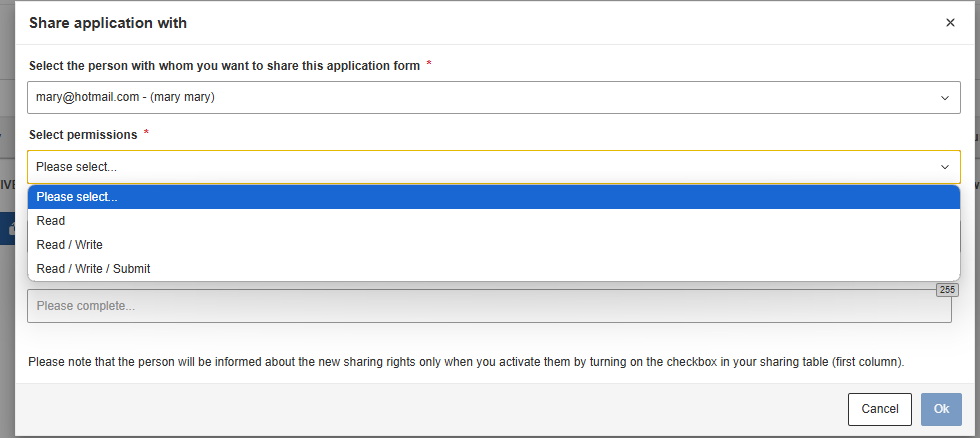 Share application with
Select the person with whom you want to share this application form *
mary@hotmail.com - (mary mary)
Select permissions *
Please select...
Please select...
Read
Read / Write
Read / Write / Submit
255
Please complete...
Please note that the person will be informed about the new sharing rights only when you activate them by turning on the checkbox in your sharing table (first column).
Cancel
Ok